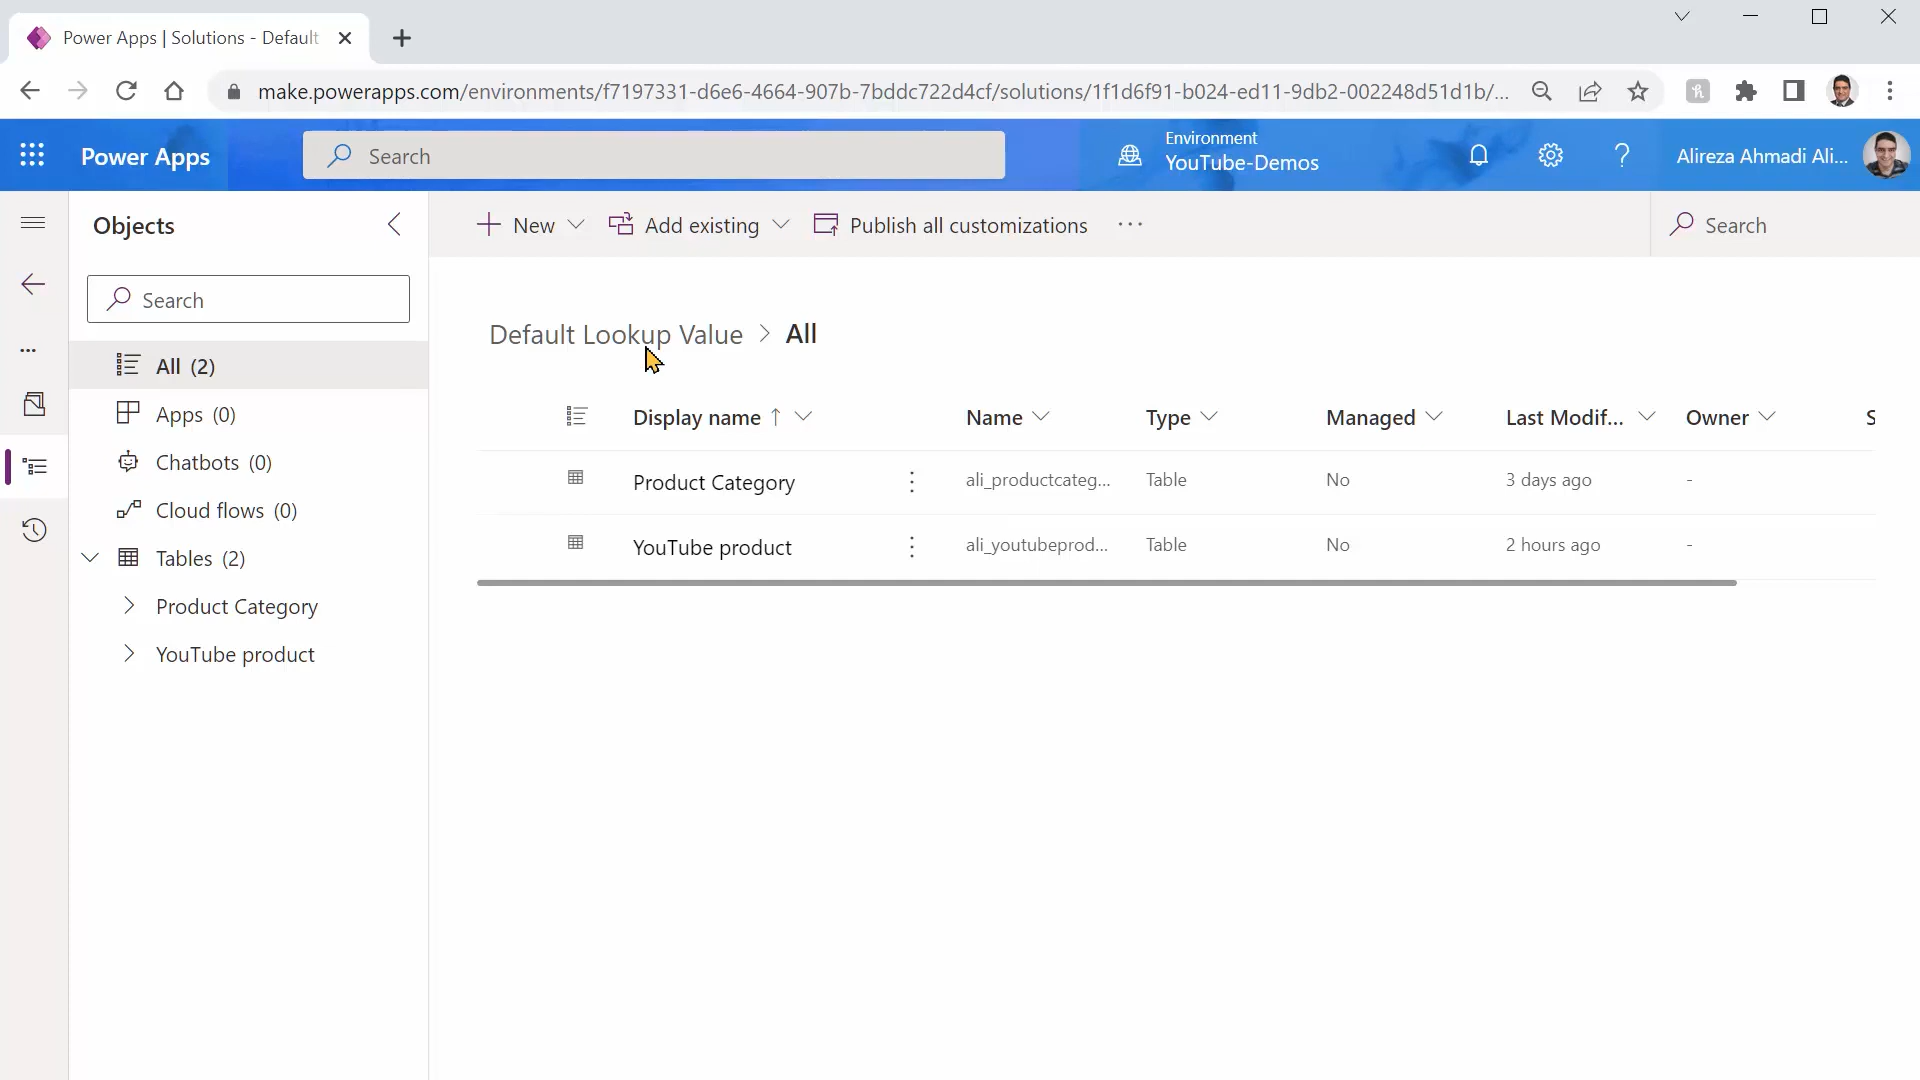 Power Apps | Solutions - Default
make.powerapps.com/environments/f7197331-d6e6-4664-907b-7bddc722d4cf/solutions/1f1d6f91-b024-ed11-9db2-002248d51d1b/...
Power Apps
Search
Environment
YouTube-Demos
Alireza Ahmadi Ali...
Objects
Search
All (2)
Apps (0)
Chatbots (0)
Cloud flows (0)
Tables (2)
Product Category
YouTube product
New
Add existing
Publish all customizations
Search
Default Lookup Value > All
Display name Name Type Managed Last Modif... Owner S
Product Category ali_productcateg... Table No 3 days ago -
YouTube product ali_youtubeprod... Table No 2 hours ago -